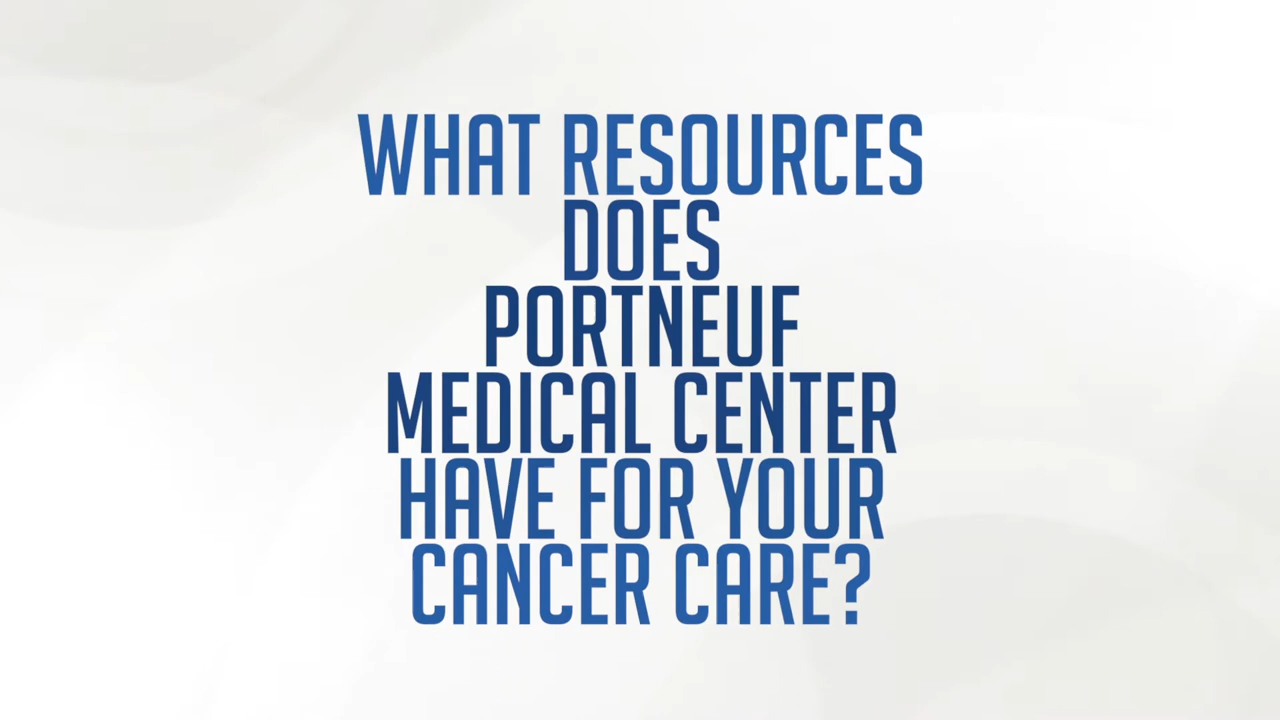 WHAT RESOURCES
DOES
PORTNEUF
MEDICAL CENTER
HAVE FOR YOUR
CANCER CARE?